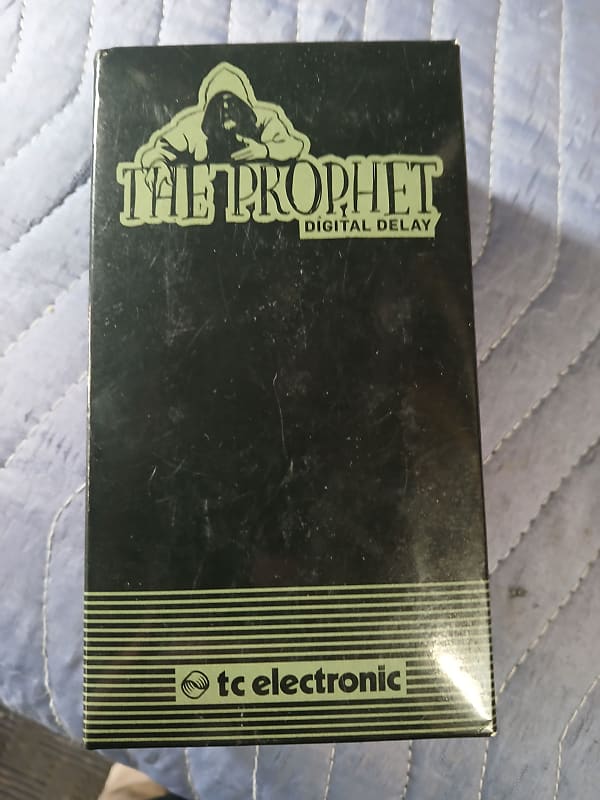 THE PROPHET
DIGITAL DELAY
tc electronic